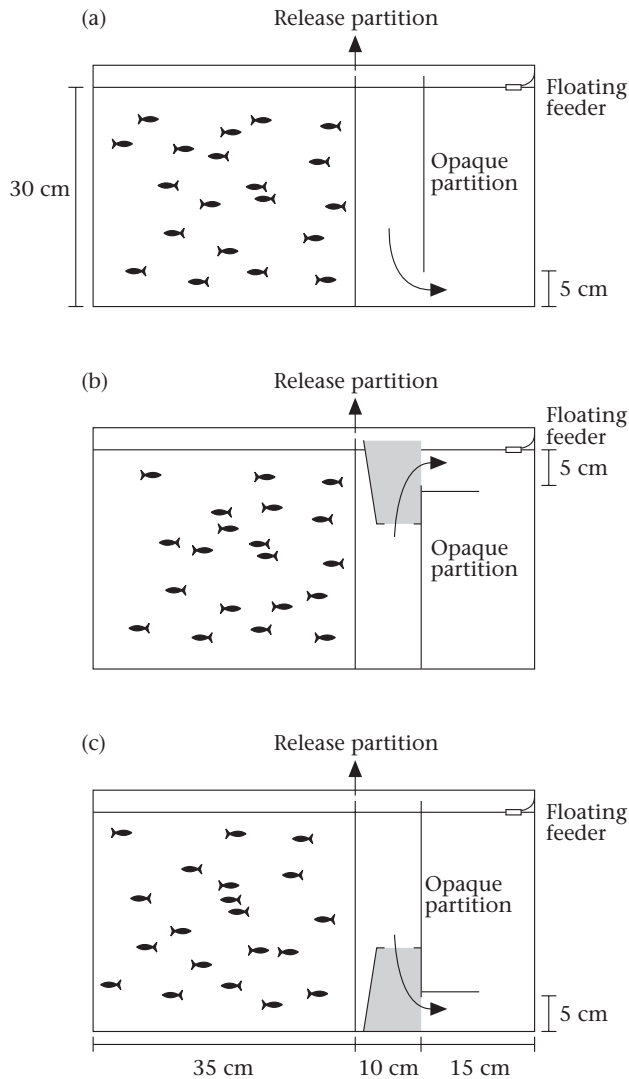 (a)
Release partition
Floating
feeder
Opaque
partition
30 cm
5 cm
(b)
Release partition
Floating
feeder
5 cm
Opaque
partition
(c)
Release partition
Floating
feeder
Opaque
partition
5 cm
35 cm
10 cm
15 cm